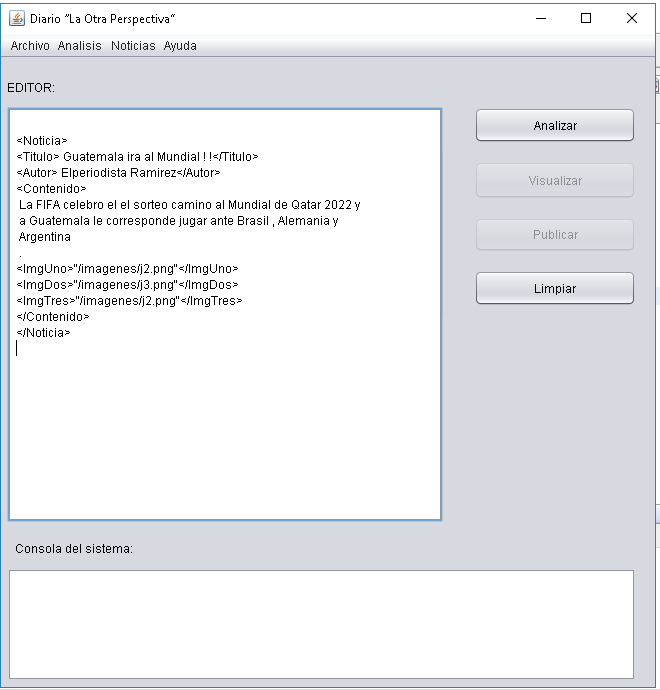 Diario "La Otra Perspectiva"
Archivo Analisis Noticias Ayuda
EDITOR:
<Noticia>
<Titulo> Guatemala ira al Mundial ! !</Titulo>
<Autor> Elperiodista Ramirez</Autor>
<Contenido>
La FIFA celebro el el sorteo camino al Mundial de Qatar 2022 y
a Guatemala le corresponde jugar ante Brasil , Alemania y
Argentina
.
<ImgUno>"/imagenes/j2.png"</ImgUno>
<ImgDos>"/imagenes/j3.png"</ImgDos>
<ImgTres>"/imagenes/j2.png"</ImgTres>
</Contenido>
</Noticia>
Analizar
Visualizar
Publicar
Limpiar
Consola del sistema: